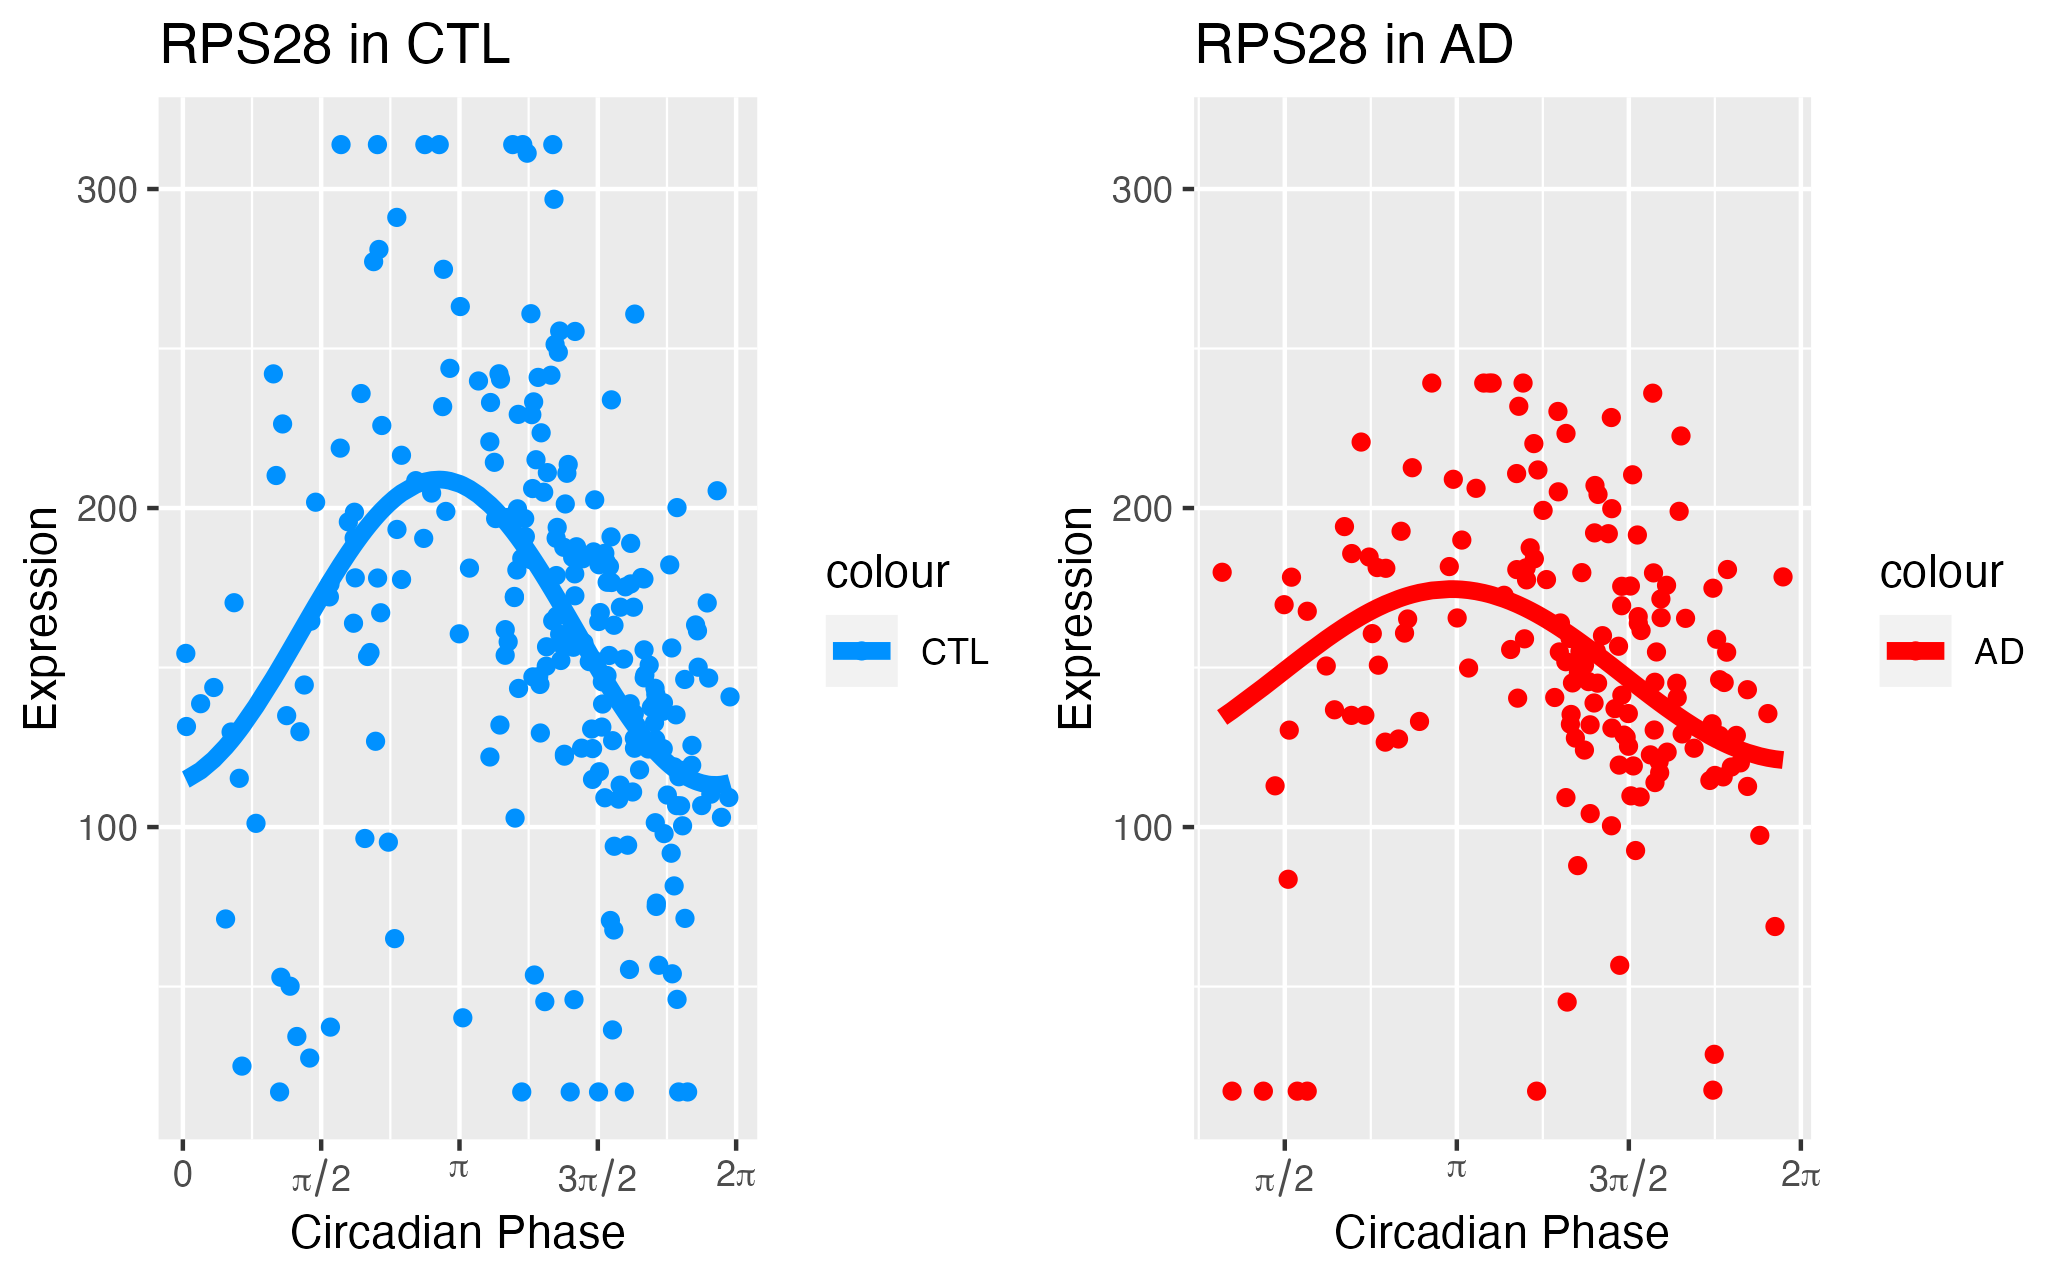 RPS28 in CTL
300
200
100
Expression
0
π/2
π
3π/2
2π
Circadian Phase
colour
CTL
RPS28 in AD
300
200
100
Expression
π/2
π
3π/2
2π
Circadian Phase
colour
AD